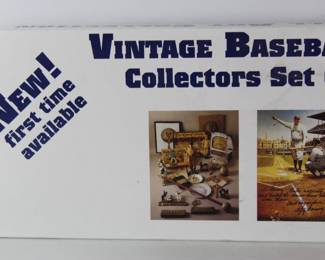 VINTAGE BASEBA
Collectors Set
NEW!
first time
available